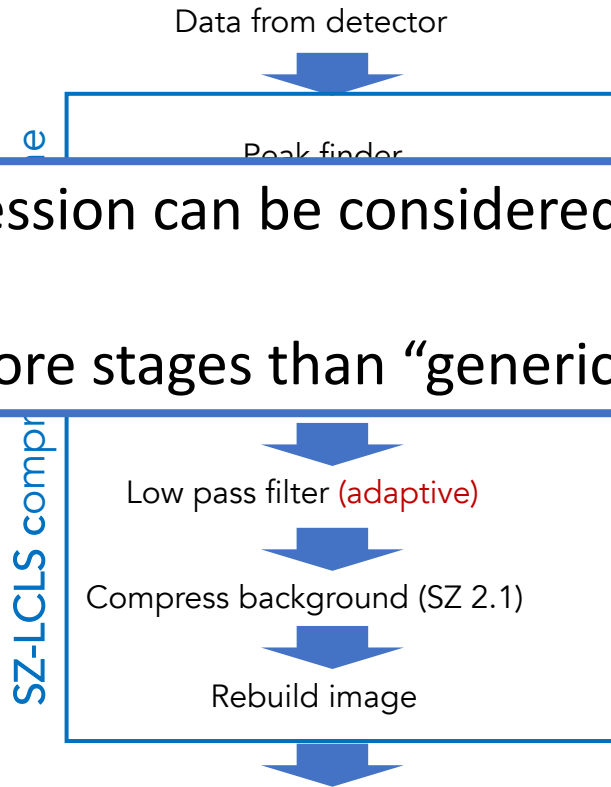 Data from detector
Peak finder
ession can be considered
ore stages than “generic
Low pass filter (adaptive)
Compress background (SZ 2.1)
Rebuild image
SZ-LCLS compr